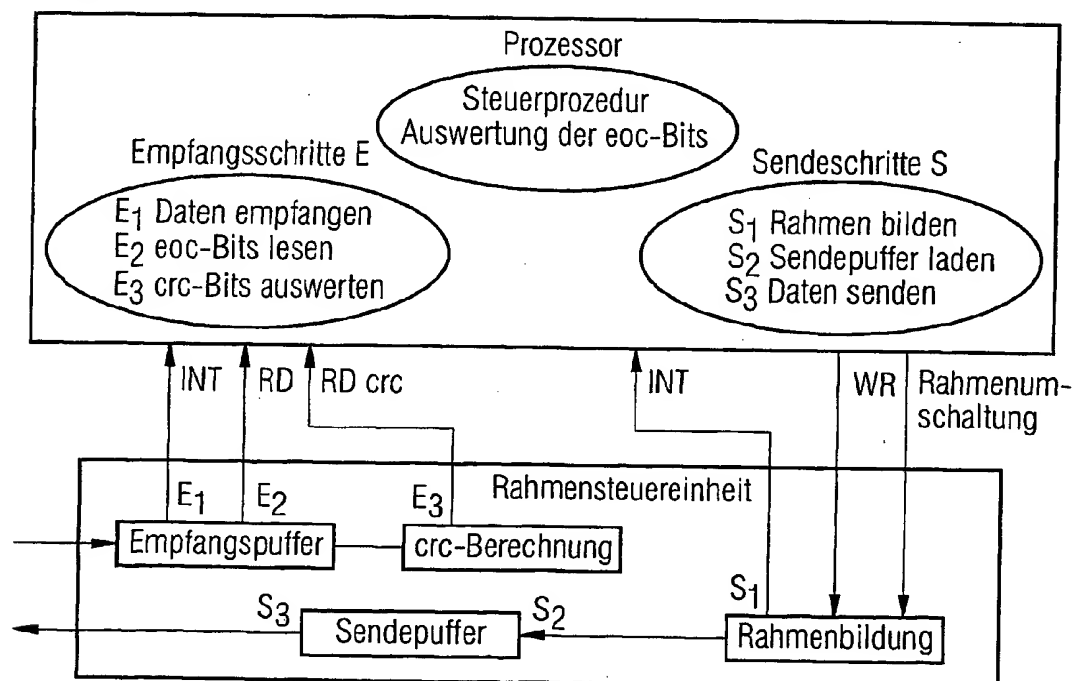 Prozessor
Steuerprozedur
Auswertung der eoc-Bits
Empfangsschritte E
E1 Daten empfangen
E2 eoc-Bits lesen
E3 crc-Bits auswerten
Sendeschritte S
S1 Rahmen bilden
S2 Sendepuffer laden
S3 Daten senden
INT
RD
RD crc
INT
WR
Rahmenum-
schaltung
Rahmensteuereinheit
E1
E2
E3
Empfangspuffer
crc-Berechnung
S1
S3
Sendepuffer
S2
Rahmenbildung